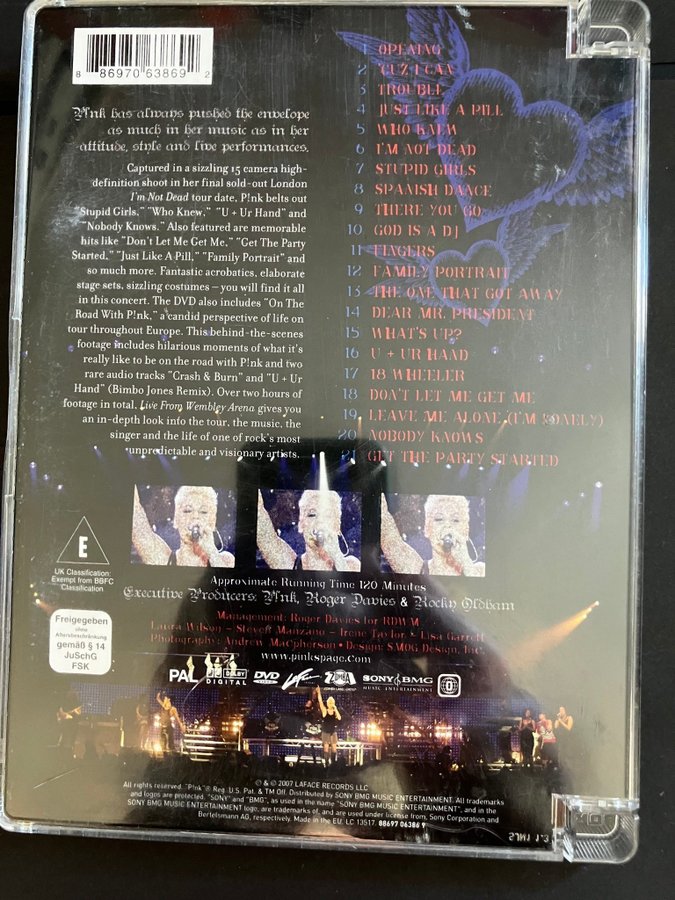 8 86970 63869 2
P!nk has always pushed the envelope
as much in her music as in her
attitude, style and live performances.
Captured in a sizzling 15 camera high-
definition shoot in her final sold-out London
I'm Not Dead tour date, P!nk belts out
"Stupid Girls," "Who Knew," "U + Ur Hand" and
"Nobody Knows." Also featured are memorable
hits like "Don't Let Me Get Me," "Get The Party
Started," "Just Like A Pill," "Family Portrait" and
so much more. Fantastic acrobatics, elaborate
stage sets, sizzling costumes – you will find it all
in this concert. The DVD also includes "On The
Road With P!nk," a candid perspective of life on
tour throughout Europe. This behind-the-scenes
footage includes hilarious moments of what it's
really like to be on the road with P!nk and two
rare audio tracks "Crash & Burn" and "U + Ur
Hand" (Bimbo Jones Remix). Over two hours of
footage in total, Live From Wembley Arena gives you
an in-depth look into the tour, the music, the
singer and the life of one of rock's most
unpredictable and visionary artists.
1 OPENING
2 'CUZ I CAN
3 TROUBLE
4 JUST LIKE A PILL
5 WHO KNEW
6 I'M NOT DEAD
7 STUPID GIRLS
8 SPANISH DANCE
9 THERE YOU GO
10 GOD IS A DJ
11 FINGERS
12 FAMILY PORTRAIT
13 THE ONE THAT GOT AWAY
14 DEAR MR. PRESIDENT
15 WHAT'S UP?
16 U + UR HAND
17 18 WHEELER
18 DON'T LET ME GET ME
19 LEAVE ME ALONE (I'M LONELY)
20 NOBODY KNOWS
21 GET THE PARTY STARTED
E
UK Classification:
Exempt from BBFC
Classification
Freigegeben
ohne
Altersbeschränkung
gemäß § 14
JuSchG
FSK
Approximate Running Time 120 Minutes
Executive Producers: P!nk, Roger Davies & Rocky Oldham
Management: Roger Davies for RDWM
Laura Wilson – Steven Manzano – Irene Taylor – Lisa Garrett
Photography: Andrew MacPherson • Design: SMOG Design, Inc.
www.pinkspage.com
PAL DOLBY DIGITAL DVD VIDEO LaFace ZOMBA SONY BMG MUSIC ENTERTAINMENT 0
℗ & © 2007 LAFACE RECORDS LLC
All rights reserved. "P!nk"® Reg. U.S. Pat. & TM Off. Distributed by SONY BMG MUSIC ENTERTAINMENT. All trademarks
and logos are protected. "SONY" and "BMG", as used in the name "SONY BMG MUSIC ENTERTAINMENT", and in the
SONY BMG MUSIC ENTERTAINMENT logo, are trademarks of, and are used under license from, Sony Corporation and
Bertelsmann AG, respectively. Made in the EU. LC 13517. 88697 06386 9